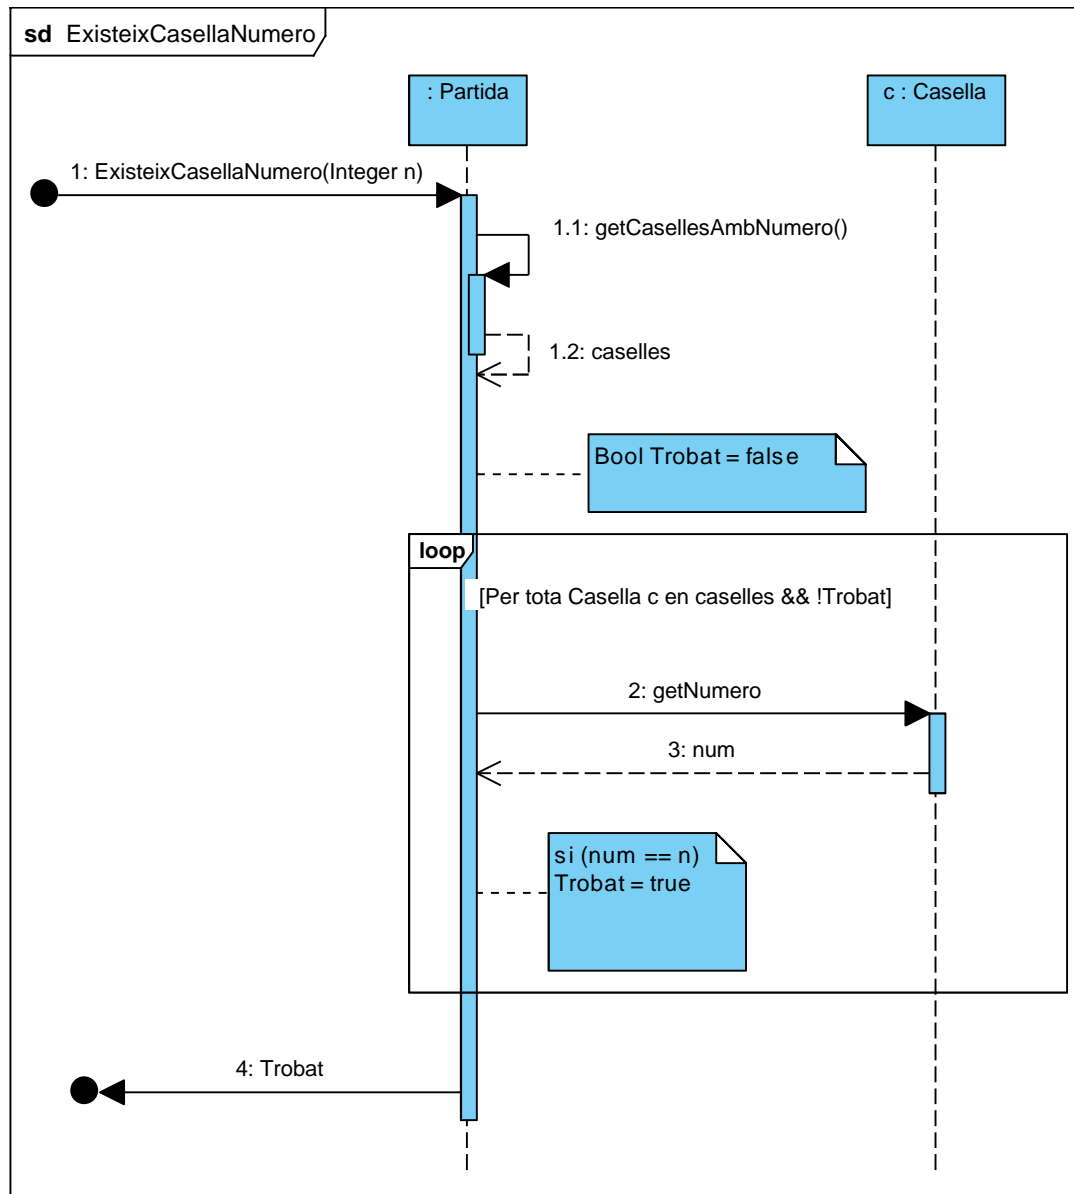 sd ExisteixCasellaNumero
: Partida
c : Casella
1: ExisteixCasellaNumero(Integer n)
1.1: getCasellesAmbNumero()
1.2: caselles
Bool Trobat = false
loop
[Per tota Casella c en caselles && !Trobat]
2: getNumero
3: num
si (num == n)
Trobat = true
4: Trobat